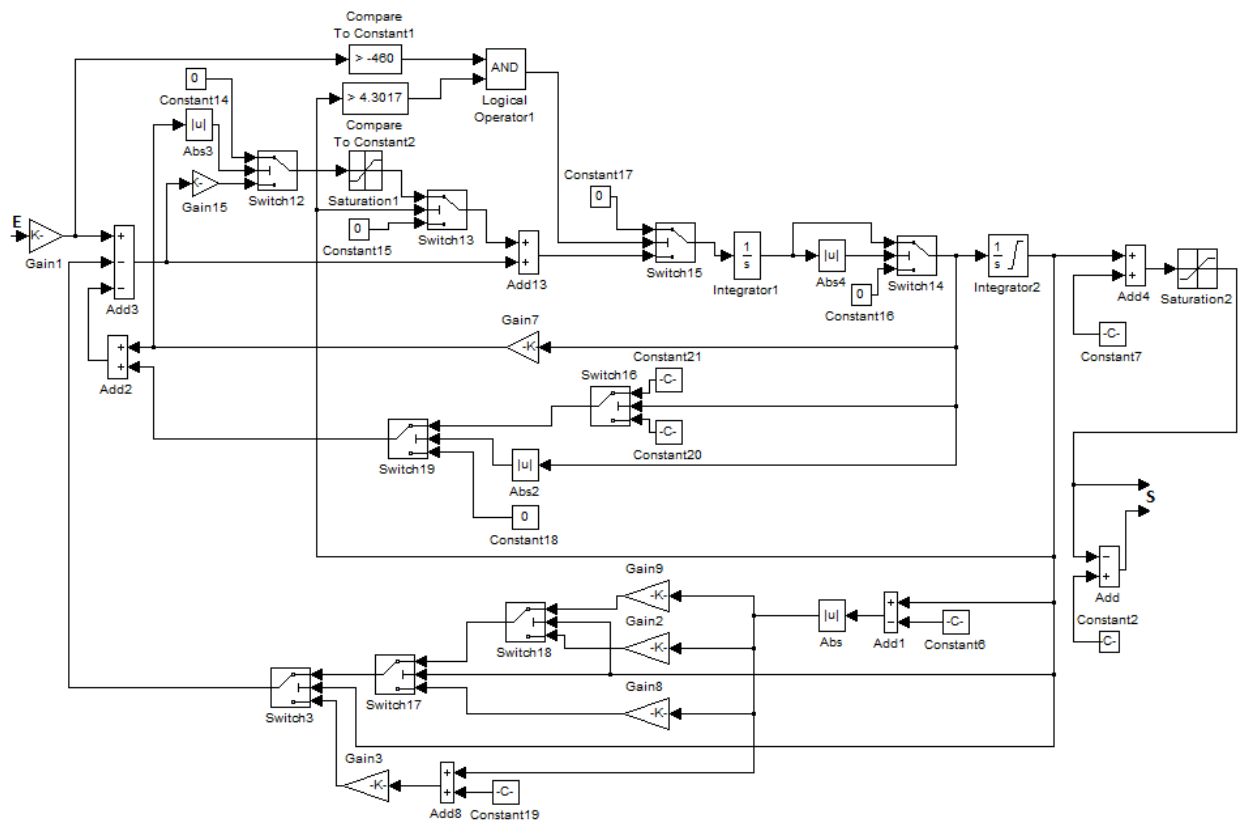 Compare
To Constant1
> -460
0
Constant14
AND
> 4.3017
Logical
Operator1
|u|
Abs3
Compare
To Constant2
Constant17
0
E
K-
Gain1
K-
Gain15
Switch12
Saturation1
0
Constant15
Switch13
+
+
Add13
Switch15
1
s
Integrator1
|u|
Abs4
0
Constant16
Switch14
1
s
Integrator2
+
+
Add4
Saturation2
+
−
−
Add3
-C-
Constant7
Gain7
-K-
+
+
Add2
Constant21
-C-
Switch16
-C-
Constant20
Switch19
|u|
Abs2
0
Constant18
S
−
+
Add
Constant2
-C-
Gain9
-K-
Gain2
-K-
Switch18
|u|
Abs
+
−
Add1
-C-
Constant6
Switch17
Gain8
-K-
Switch3
Gain3
-K-
+
+
Add8
-C-
Constant19